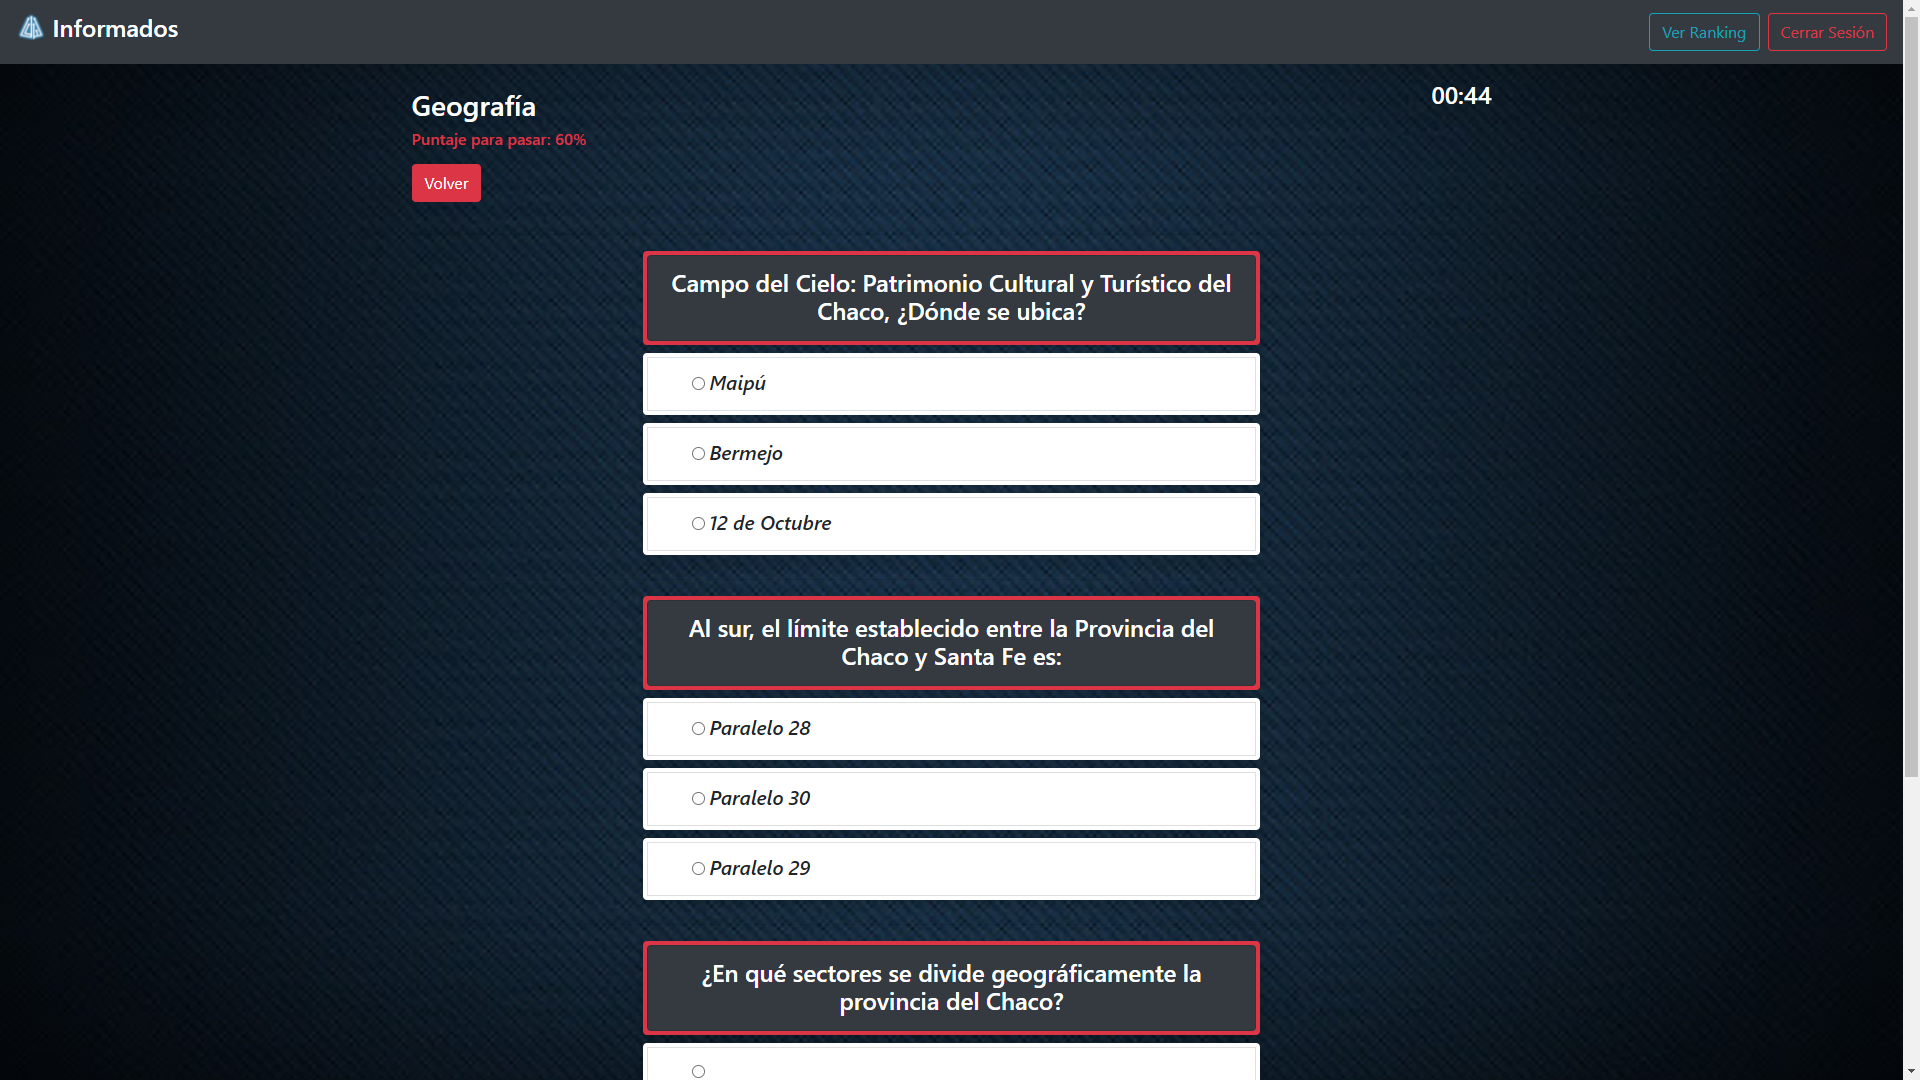 Informados
Ver Ranking
Cerrar Sesión
Geografía
00:44
Puntaje para pasar: 60%
Volver
Campo del Cielo: Patrimonio Cultural y Turístico del
Chaco, ¿Dónde se ubica?
Maipú
Bermejo
12 de Octubre
Al sur, el límite establecido entre la Provincia del
Chaco y Santa Fe es:
Paralelo 28
Paralelo 30
Paralelo 29
¿En qué sectores se divide geográficamente la
provincia del Chaco?